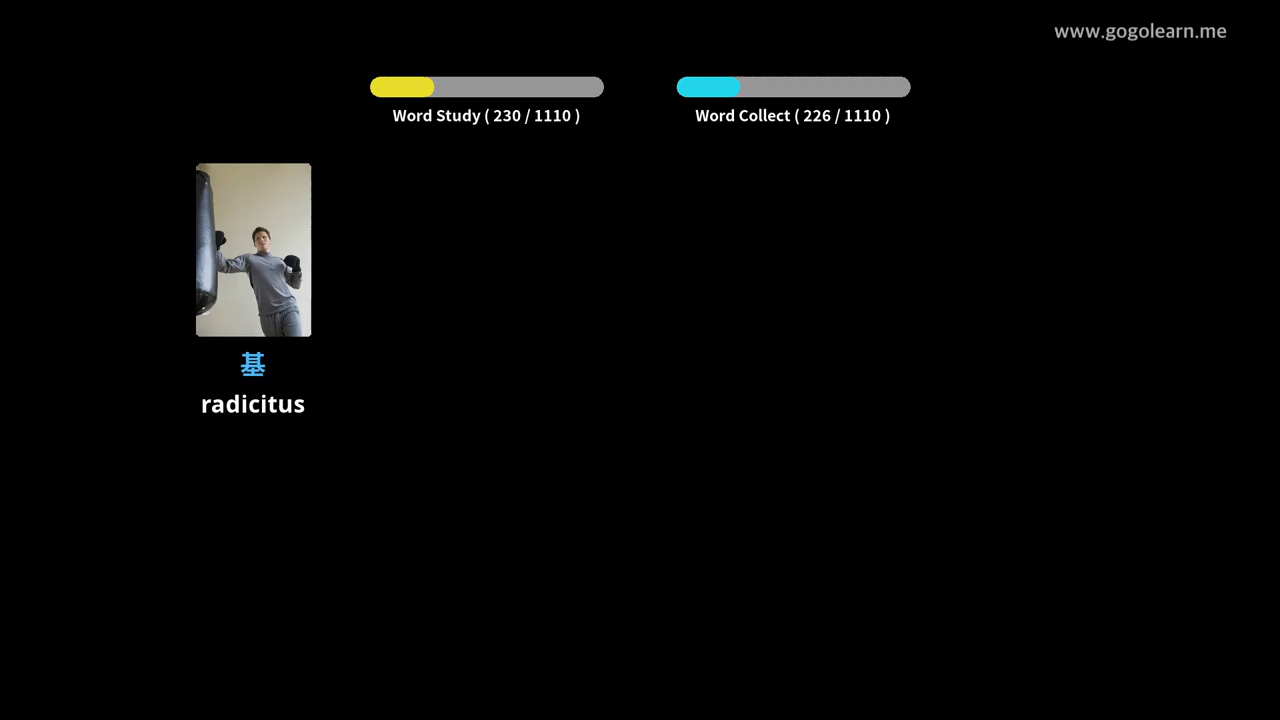 www.gogolearn.me
Word Study ( 230 / 1110 )
Word Collect ( 226 / 1110 )
基
radicitus